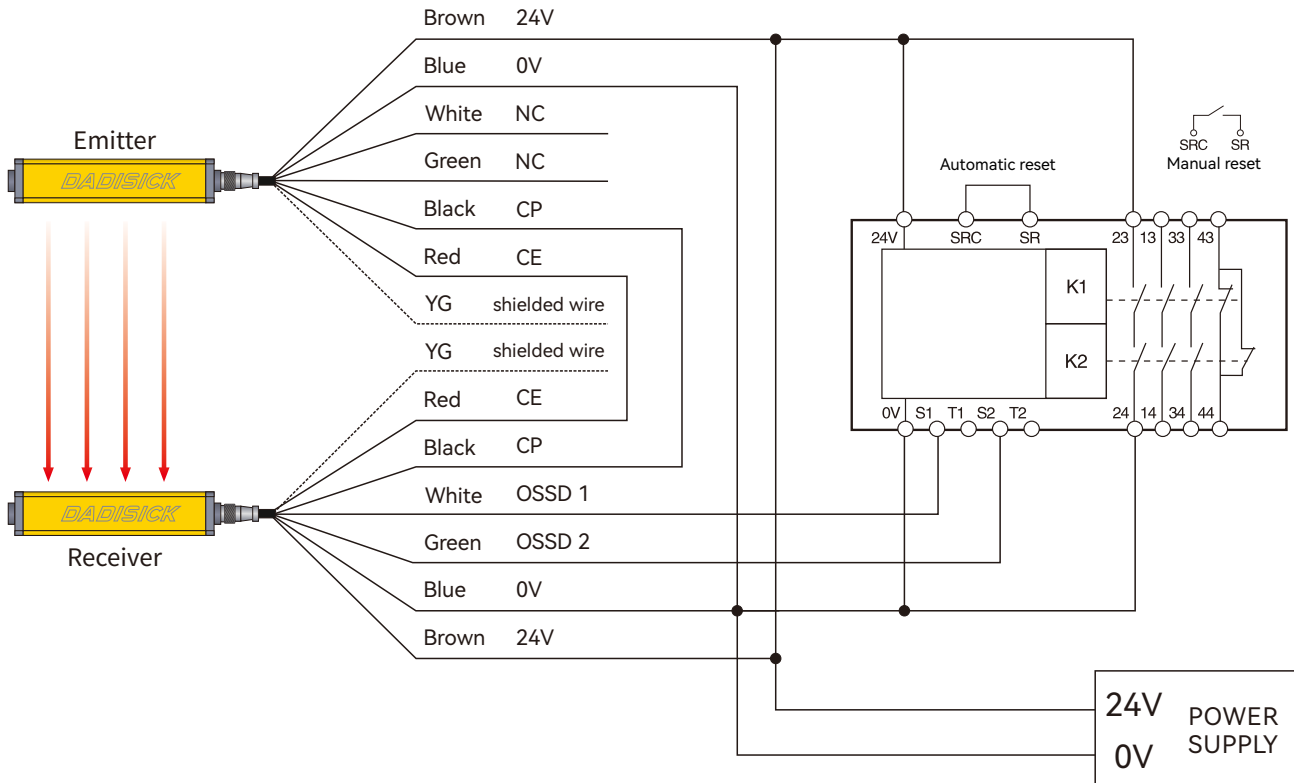 Brown 24V
Blue 0V
White NC
Emitter
SRC SR
Manual reset
Green NC
Automatic reset
DADISICK
Black CP
24V SRC SR 23 13 33 43
Red CE
K1
YG shielded wire
YG shielded wire
K2
Red CE
0V S1 T1 S2 T2 24 14 34 44
Black CP
White OSSD 1
DADISICK
Green OSSD 2
Receiver
Blue 0V
Brown 24V
24V
0V
POWER
SUPPLY